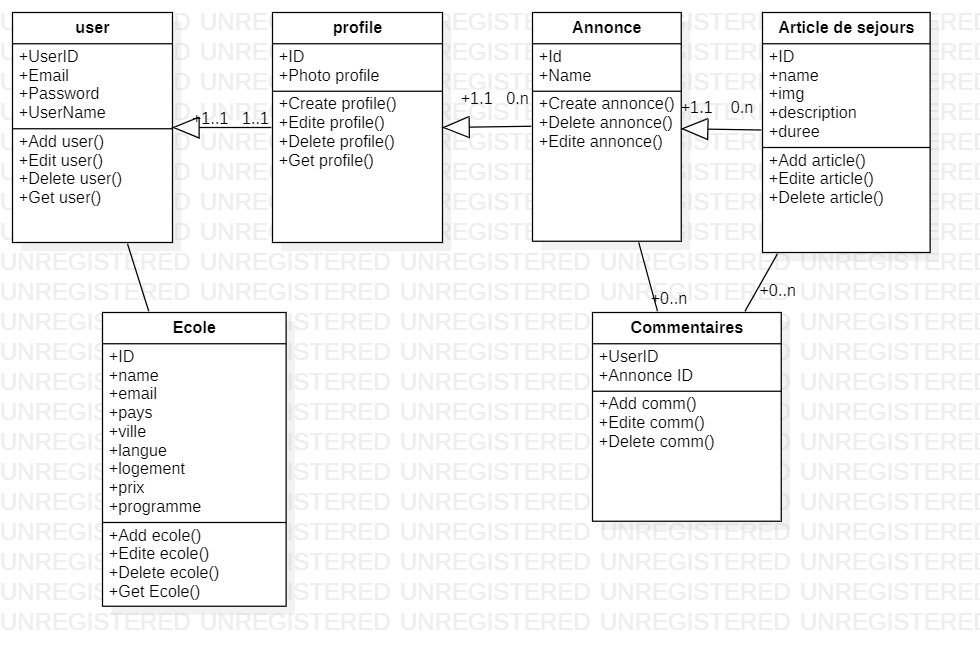 user
+UserID
+Email
+Password
+UserName
+Add user()
+Edit user()
+Delete user()
+Get user()
+1..1 1..1
profile
+ID
+Photo profile
+Create profile()
+Edite profile()
+Delete profile()
+Get profile()
+1.1 0.n
Annonce
+Id
+Name
+Create annonce()
+Delete annonce()
+Edite annonce()
+1.1 0.n
Article de sejours
+ID
+name
+img
+description
+duree
+Add article()
+Edite article()
+Delete article()
+0..n
+0..n
Ecole
+ID
+name
+email
+pays
+ville
+langue
+logement
+prix
+programme
+Add ecole()
+Edite ecole()
+Delete ecole()
+Get Ecole()
Commentaires
+UserID
+Annonce ID
+Add comm()
+Edite comm()
+Delete comm()
UNREGISTERED